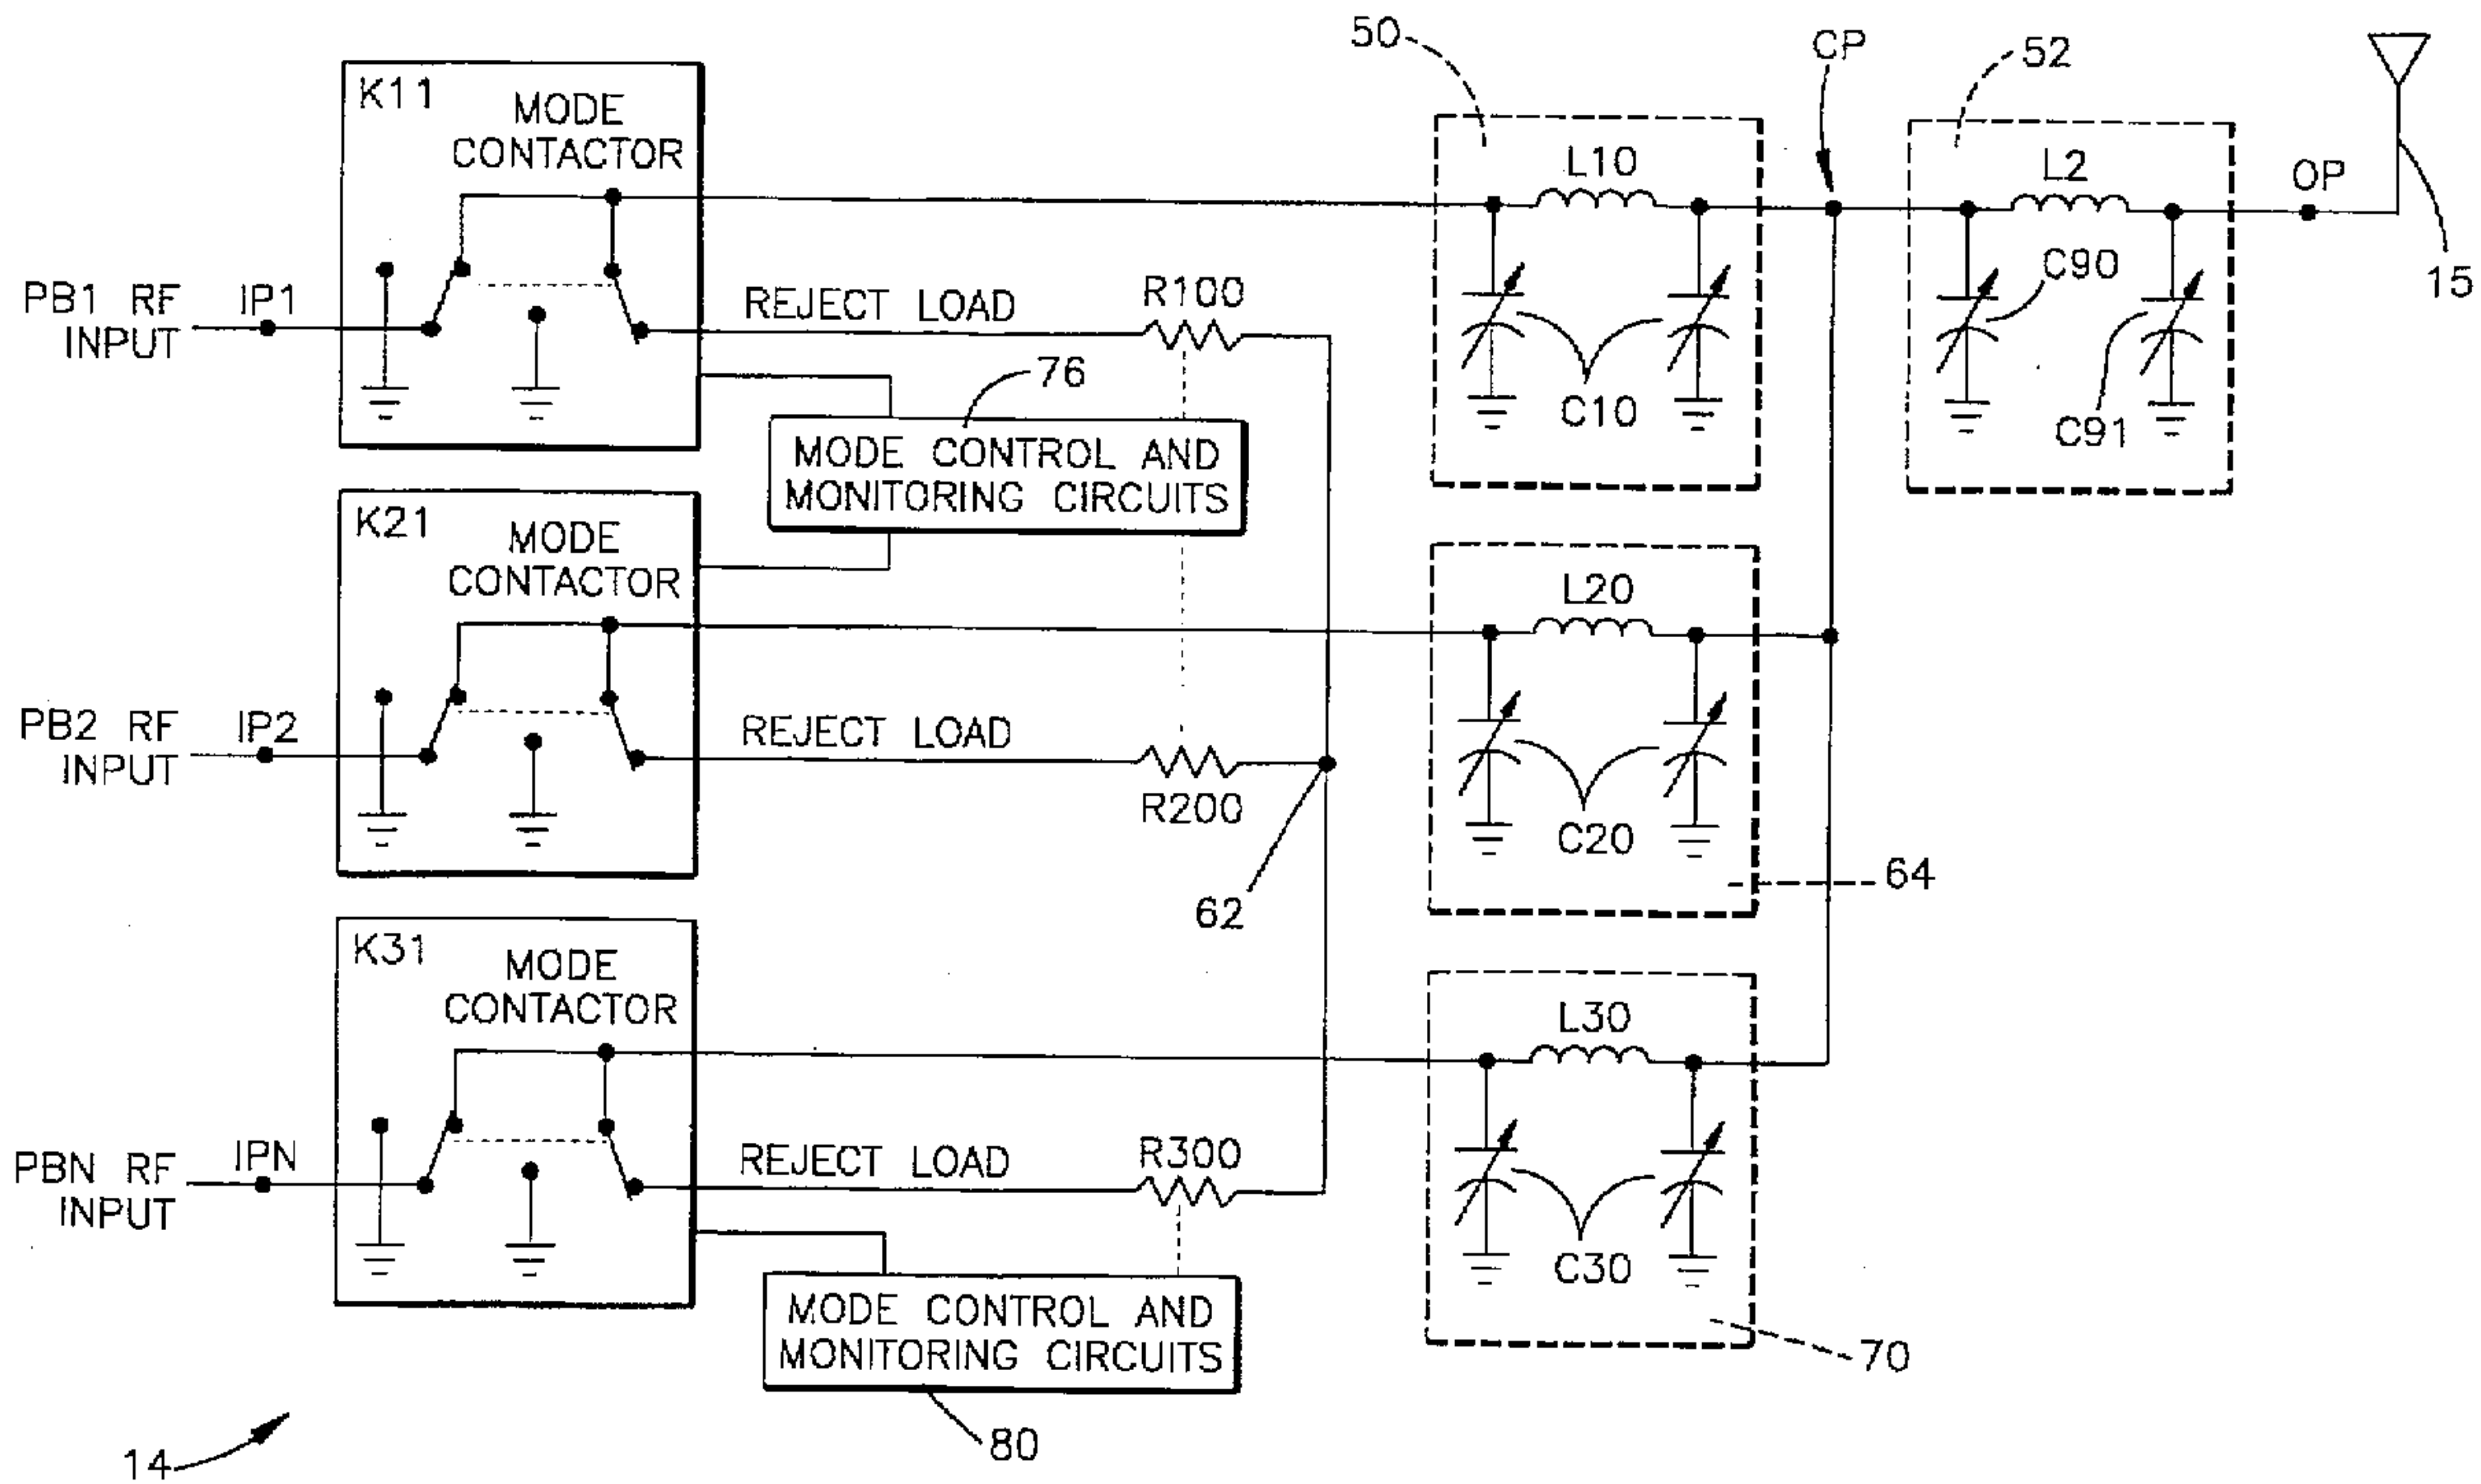 50
CP
52
K11
MODE
CONTACTOR
L10
L2
OP
PB1 RF
INPUT
IP1
REJECT LOAD
R100
C90
15
76
C10
C91
MODE CONTROL AND
MONITORING CIRCUITS
K21
MODE
CONTACTOR
L20
PB2 RF
INPUT
IP2
REJECT LOAD
R200
C20
64
62
K31
MODE
CONTACTOR
L30
PBN RF
INPUT
IPN
REJECT LOAD
R300
C30
MODE CONTROL AND
MONITORING CIRCUITS
70
80
14